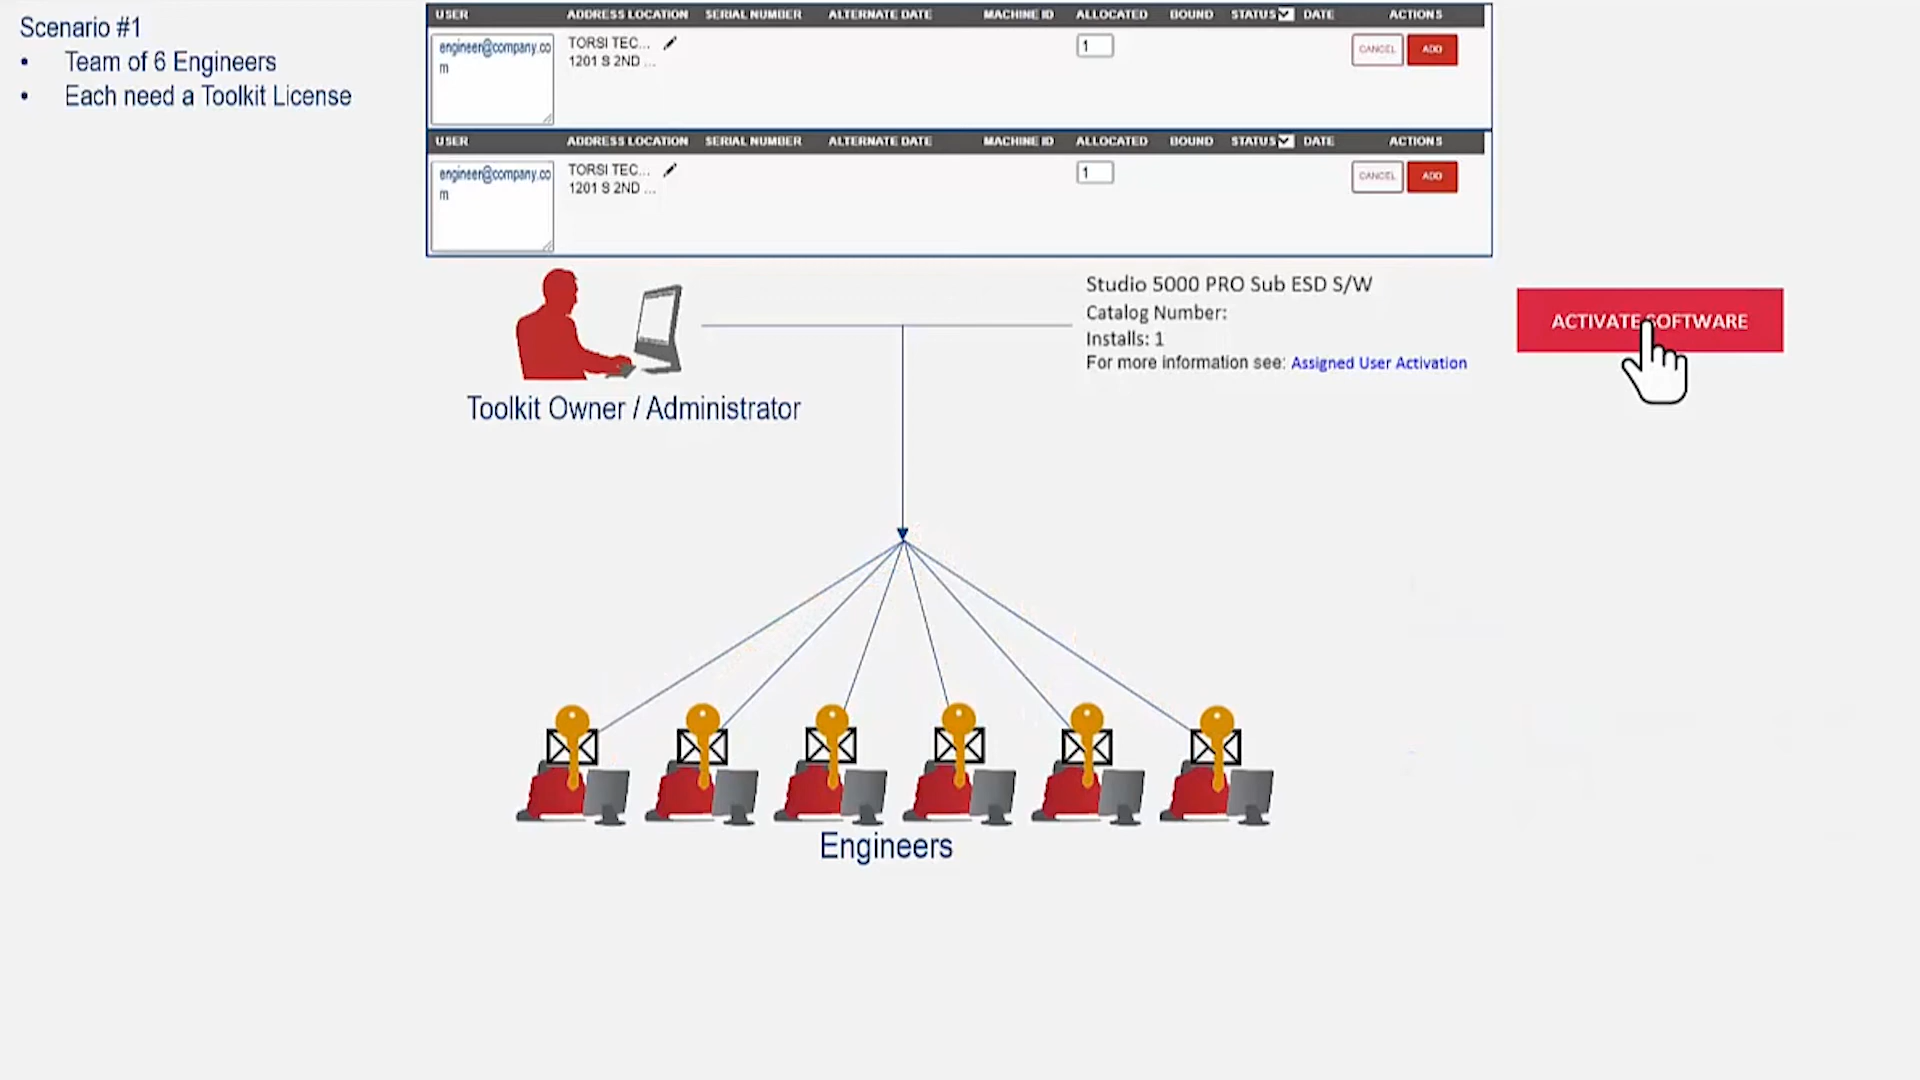 Scenario #1
• Team of 6 Engineers
• Each need a Toolkit License
USER ADDRESS LOCATION SERIAL NUMBER ALTERNATE DATE MACHINE ID ALLOCATED BOUND STATUS DATE ACTIONS
engineer@company.co
m
TORSI TEC...
1201 S 2ND ...
1
CANCEL ADD
USER ADDRESS LOCATION SERIAL NUMBER ALTERNATE DATE MACHINE ID ALLOCATED BOUND STATUS DATE ACTIONS
engineer@company.co
m
TORSI TEC...
1201 S 2ND ...
1
CANCEL ADD
Studio 5000 PRO Sub ESD S/W
Catalog Number:
Installs: 1
For more information see: Assigned User Activation
ACTIVATE SOFTWARE
Toolkit Owner / Administrator
Engineers